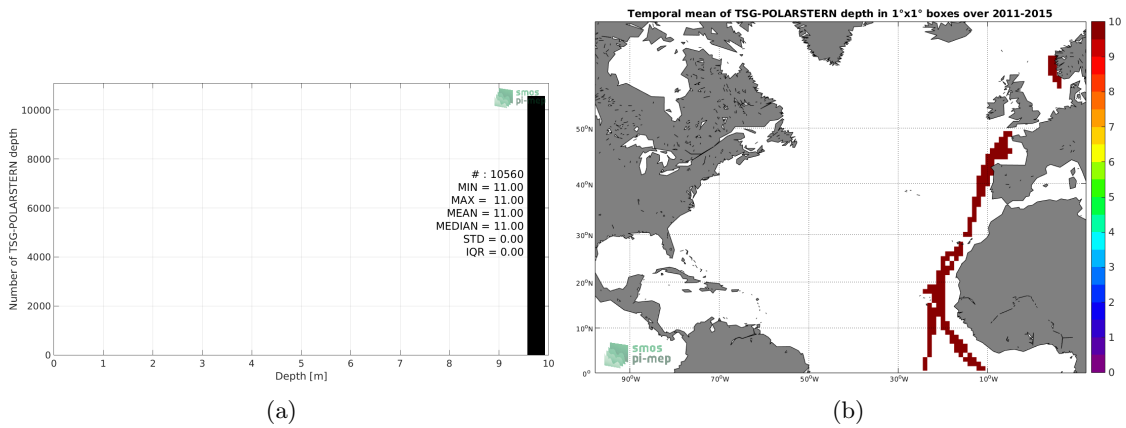 Number of TSG-POLARSTERN depth
10000
8000
6000
4000
2000
0
smos
pi-mep
# : 10560
MIN = 11.00
MAX = 11.00
MEAN = 11.00
MEDIAN = 11.00
STD = 0.00
IQR = 0.00
0 1 2 3 4 5 6 7 8 9 10
Depth [m]
(a)
Temporal mean of TSG-POLARSTERN depth in 1°x1° boxes over 2011-2015
50°N
40°N
30°N
20°N
10°N
0°
90°W 70°W 50°W 30°W 10°W
smos
pi-mep
10
9
8
7
6
5
4
3
2
1
0
(b)